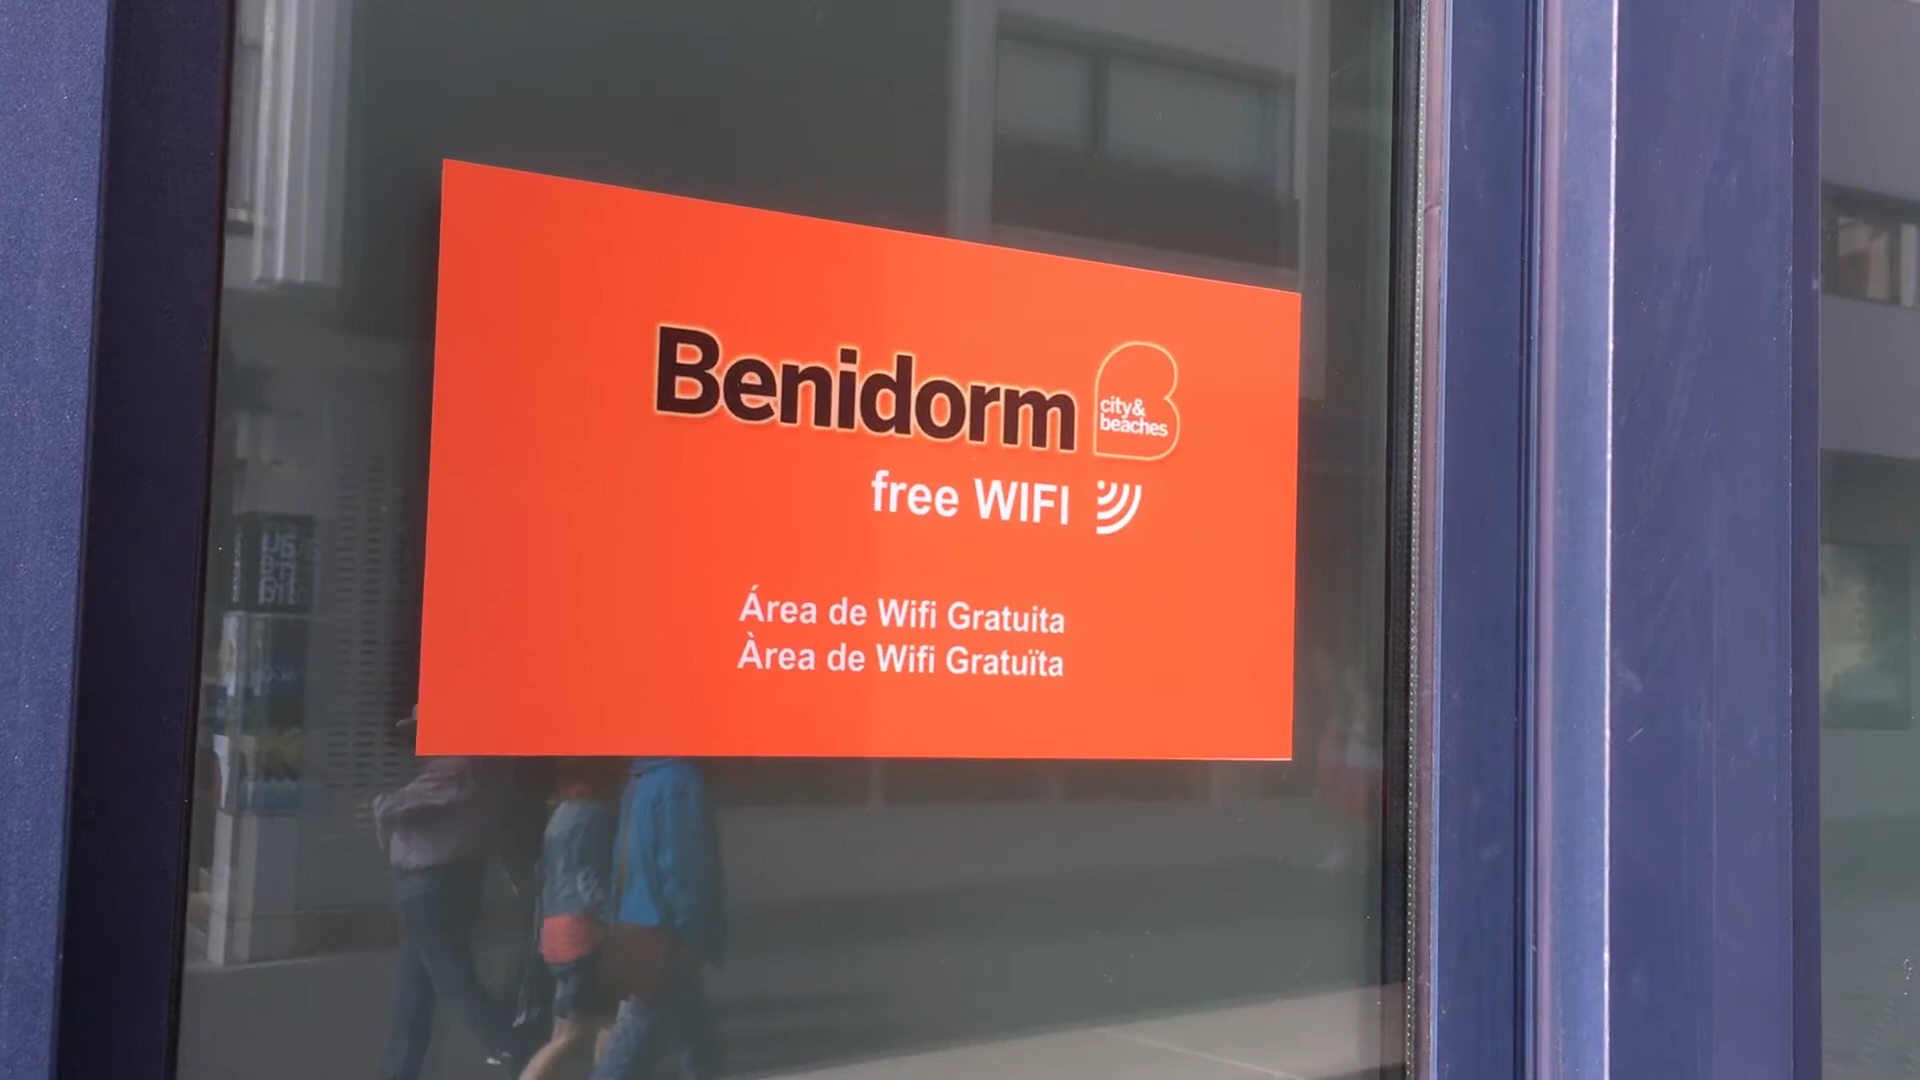 Benidorm
city&
beaches
free WIFI
Área de Wifi Gratuita
Àrea de Wifi Gratuïta